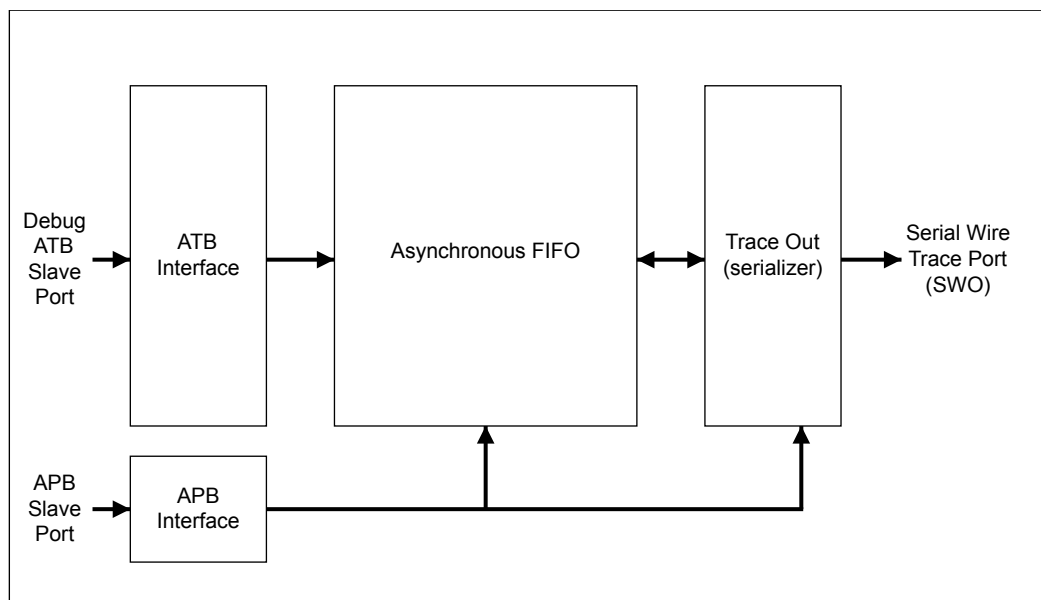 Debug
ATB
Slave
Port
ATB
Interface
Asynchronous FIFO
Trace Out
(serializer)
Serial Wire
Trace Port
(SWO)
APB
Slave
Port
APB
Interface